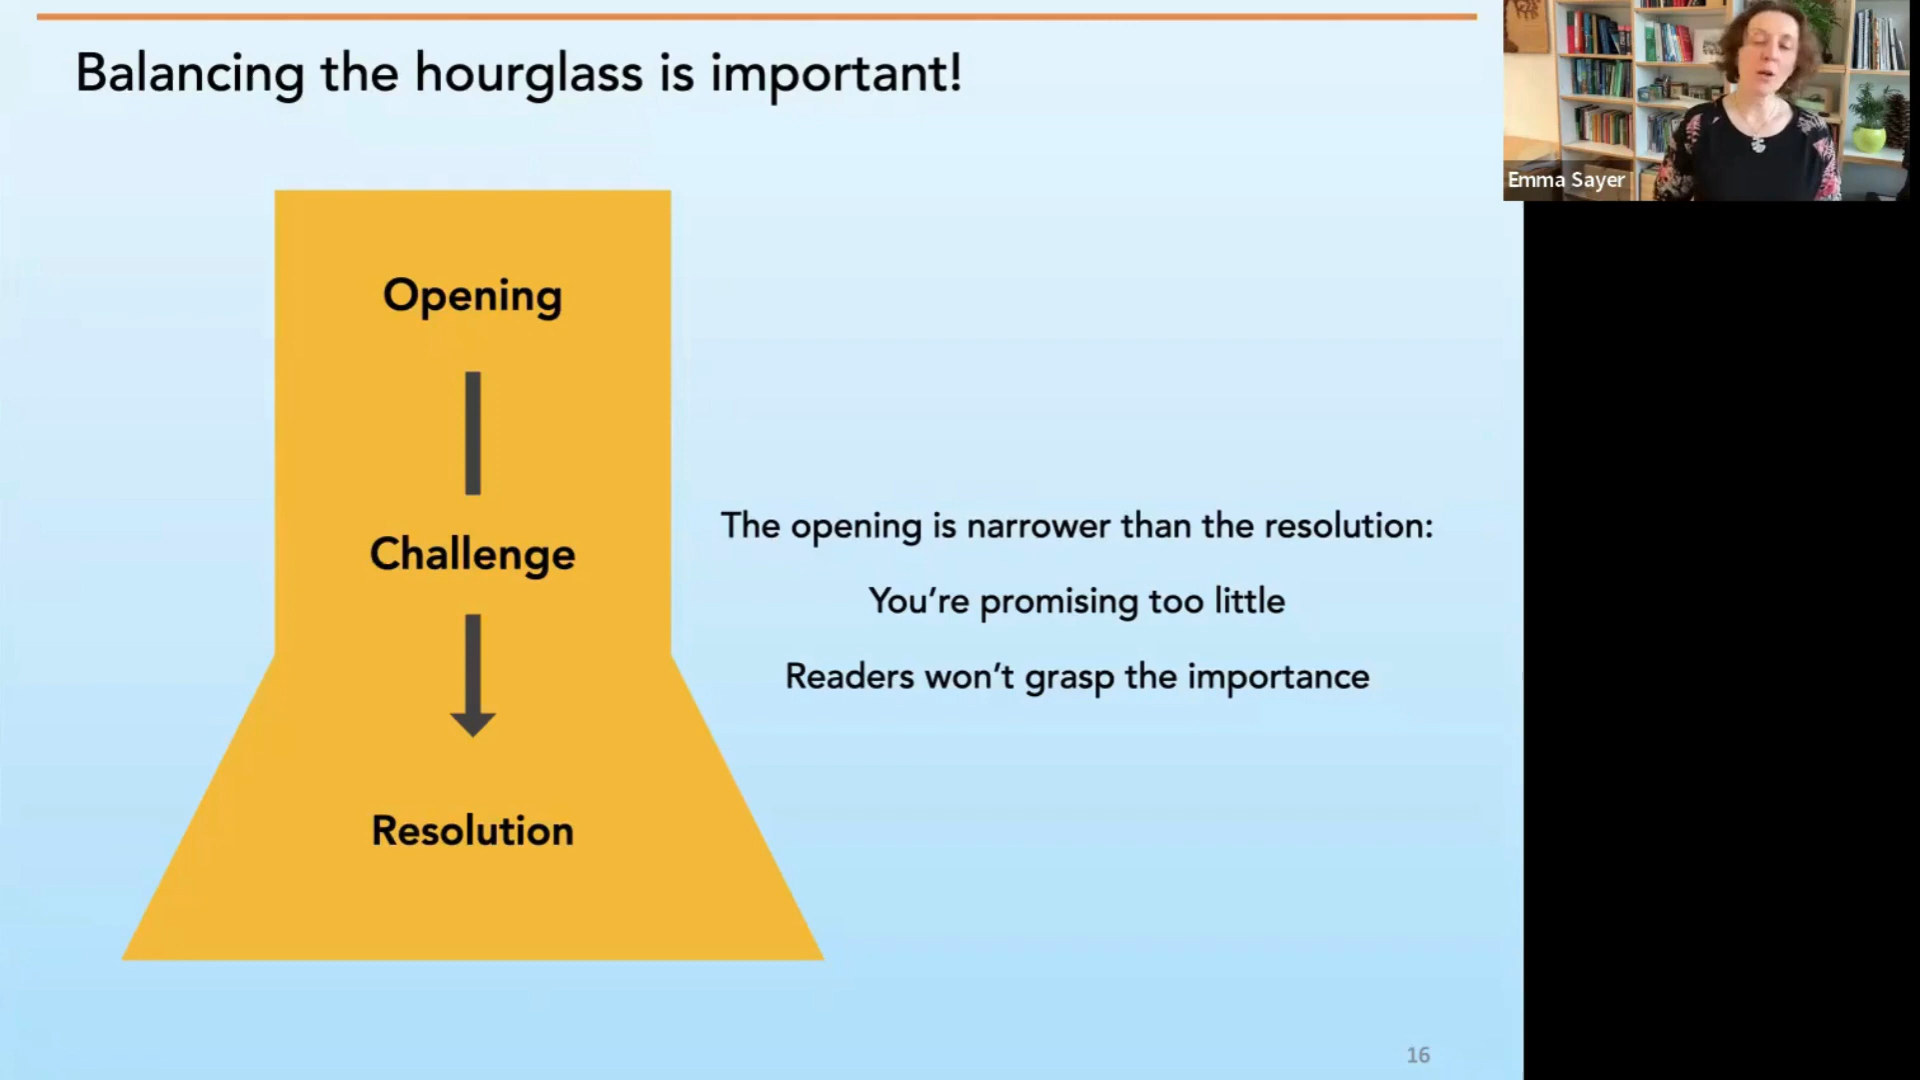 Balancing the hourglass is important!
Emma Sayer
Opening
Challenge
Resolution
The opening is narrower than the resolution:
You're promising too little
Readers won't grasp the importance
16